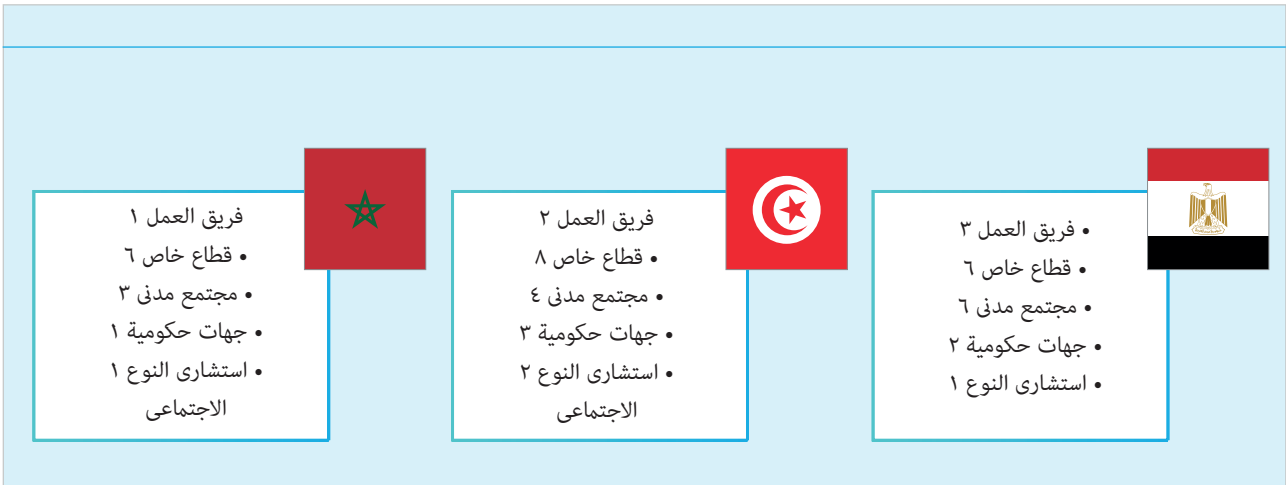 • فريق العمل ٣
• قطاع خاص ٦
• مجتمع مدنى ٦
• جهات حكومية ٢
• استشارى النوع ١
فريق العمل ٢
• قطاع خاص ٨
• مجتمع مدنى ٤
• جهات حكومية ٣
• استشارى النوع ٢
الاجتماعى
فريق العمل ١
• قطاع خاص ٦
• مجتمع مدنى ٣
• جهات حكومية ١
• استشارى النوع ١
الاجتماعى